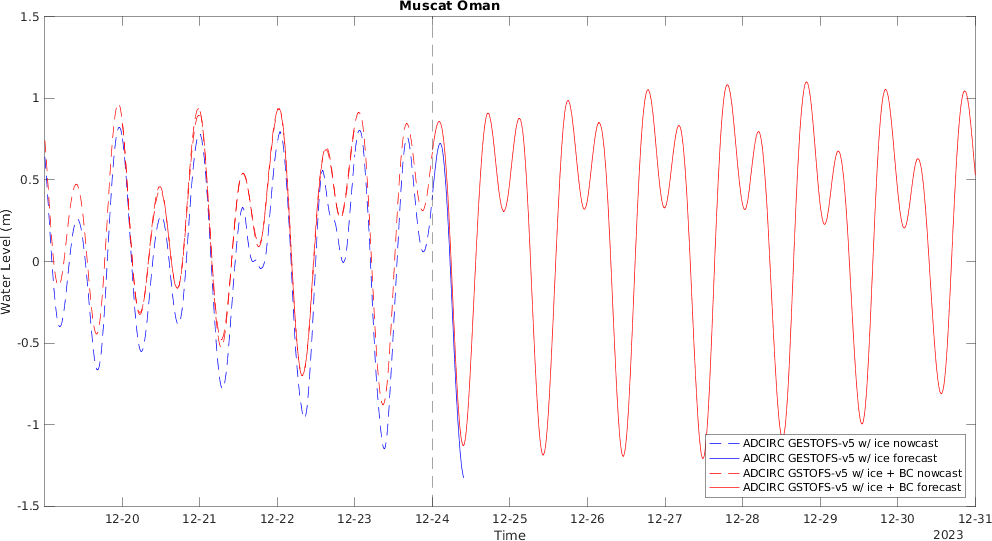 Muscat Oman
1.5
1
0.5
0
-0.5
-1
-1.5
Water Level (m)
12-20 12-21 12-22 12-23 12-24 12-25 12-26 12-27 12-28 12-29 12-30 12-31
Time
2023
ADCIRC GESTOFS-v5 w/ ice nowcast
ADCIRC GESTOFS-v5 w/ ice forecast
ADCIRC GSTOFS-v5 w/ ice + BC nowcast
ADCIRC GSTOFS-v5 w/ ice + BC forecast